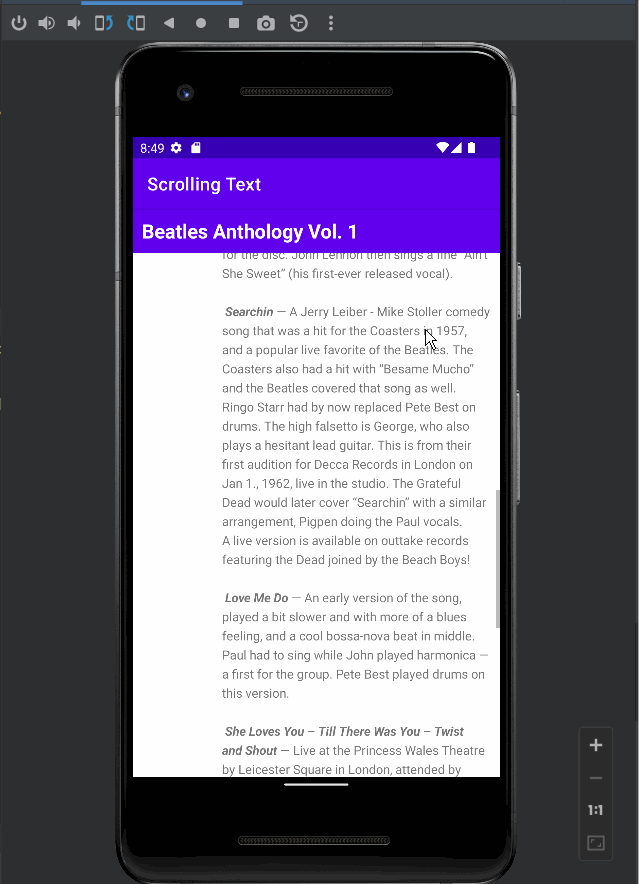 8:49
Scrolling Text
Beatles Anthology Vol. 1
for the disc. John Lennon then sings a line “Ain't
She Sweet” (his first-ever released vocal).
Searchin — A Jerry Leiber - Mike Stoller comedy
song that was a hit for the Coasters in 1957,
and a popular live favorite of the Beatles. The
Coasters also had a hit with “Besame Mucho”
and the Beatles covered that song as well.
Ringo Starr had by now replaced Pete Best on
drums. The high falsetto is George, who also
plays a hesitant lead guitar. This is from their
first audition for Decca Records in London on
Jan 1., 1962, live in the studio. The Grateful
Dead would later cover “Searchin” with a similar
arrangement, Pigpen doing the Paul vocals.
A live version is available on outtake records
featuring the Dead joined by the Beach Boys!
Love Me Do — An early version of the song,
played a bit slower and with more of a blues
feeling, and a cool bossa-nova beat in middle.
Paul had to sing while John played harmonica —
a first for the group. Pete Best played drums on
this version.
She Loves You – Till There Was You – Twist
and Shout — Live at the Princess Wales Theatre
by Leicester Square in London, attended by
1:1